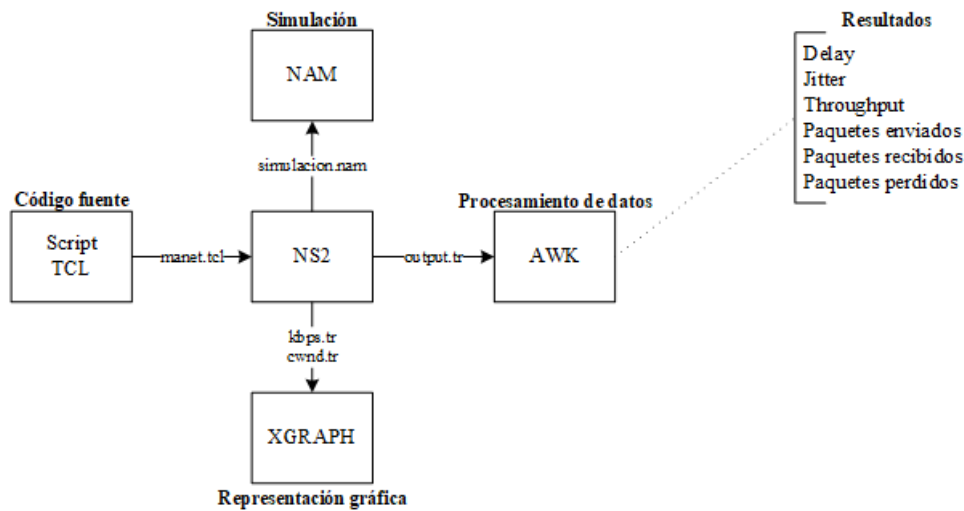 Simulación
NAM
simulacion.nam
Resultados
Delay
Jitter
Throughput
Paquetes enviados
Paquetes recibidos
Paquetes perdidos
Código fuente
Script
TCL
manet.tcl
NS2
output.tr
Procesamiento de datos
AWK
kbps.tr
cwnd.tr
XGRAPH
Representación gráfica